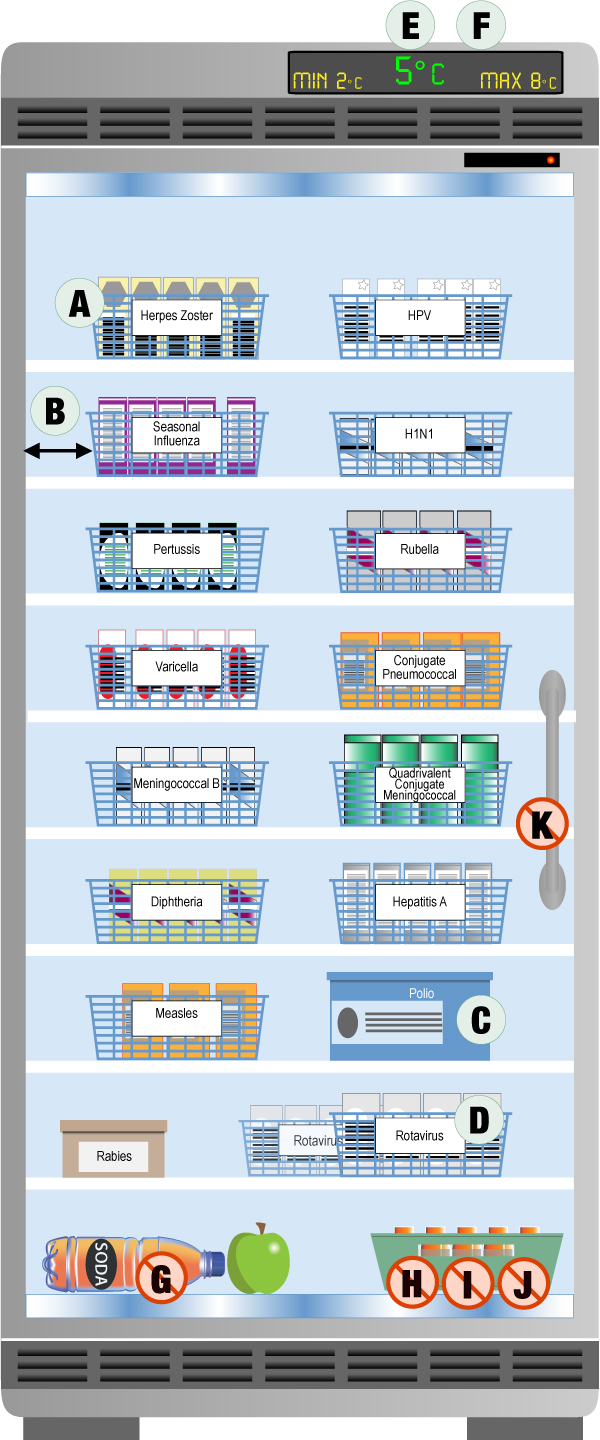 E F
MIN 2°C 5°C MAX 8°C
A
Herpes Zoster
HPV
B
Seasonal
Influenza
H1N1
Pertussis
Rubella
Varicella
Conjugate
Pneumococcal
Meningococcal B
Quadrivalent
Conjugate
Meningococcal
K
Diphtheria
Hepatitis A
Measles
Polio
C
Rabies
Rotavirus
Rotavirus
D
SODA
G
H I J